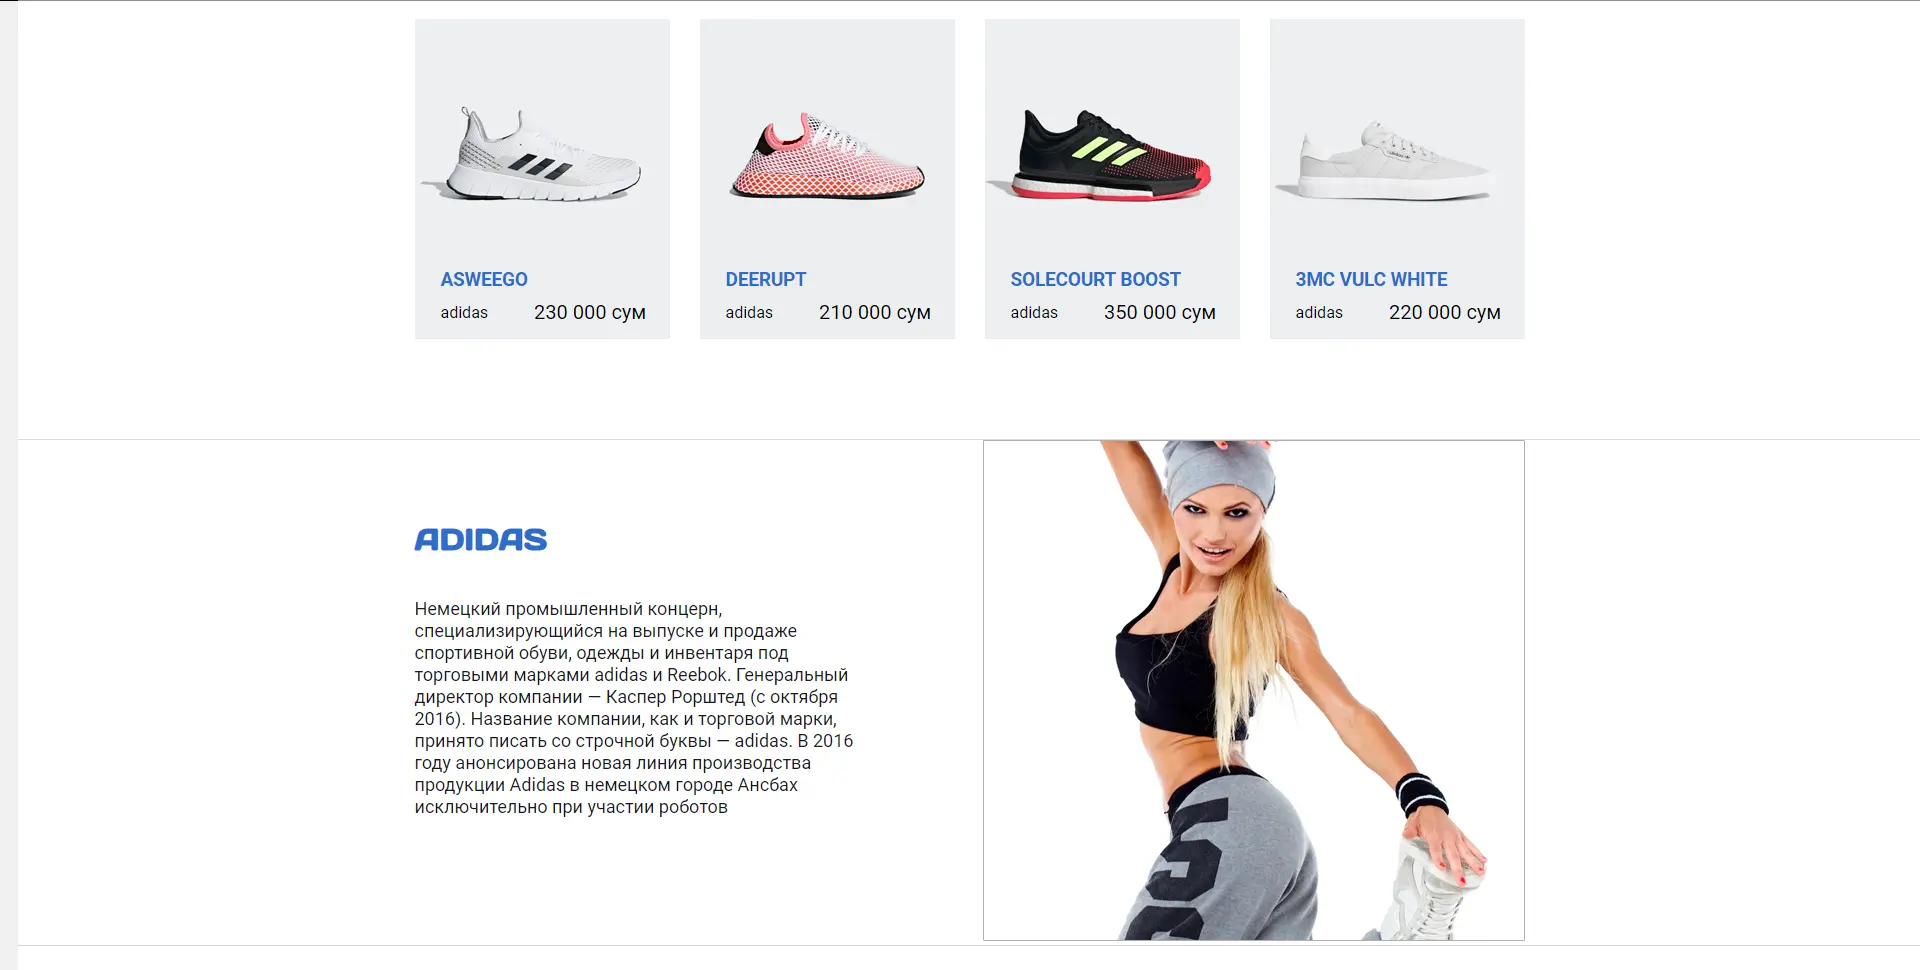 ASWEEGO
adidas 230 000 сум
DEERUPT
adidas 210 000 сум
SOLECOURT BOOST
adidas 350 000 сум
3MC VULC WHITE
adidas 220 000 сум
ADIDAS
Немецкий промышленный концерн,
специализирующийся на выпуске и продаже
спортивной обуви, одежды и инвентаря под
торговыми марками adidas и Reebok. Генеральный
директор компании — Каспер Рорштед (с октября
2016). Название компании, как и торговой марки,
принято писать со строчной буквы — adidas. В 2016
году анонсирована новая линия производства
продукции Adidas в немецком городе Ансбах
исключительно при участии роботов